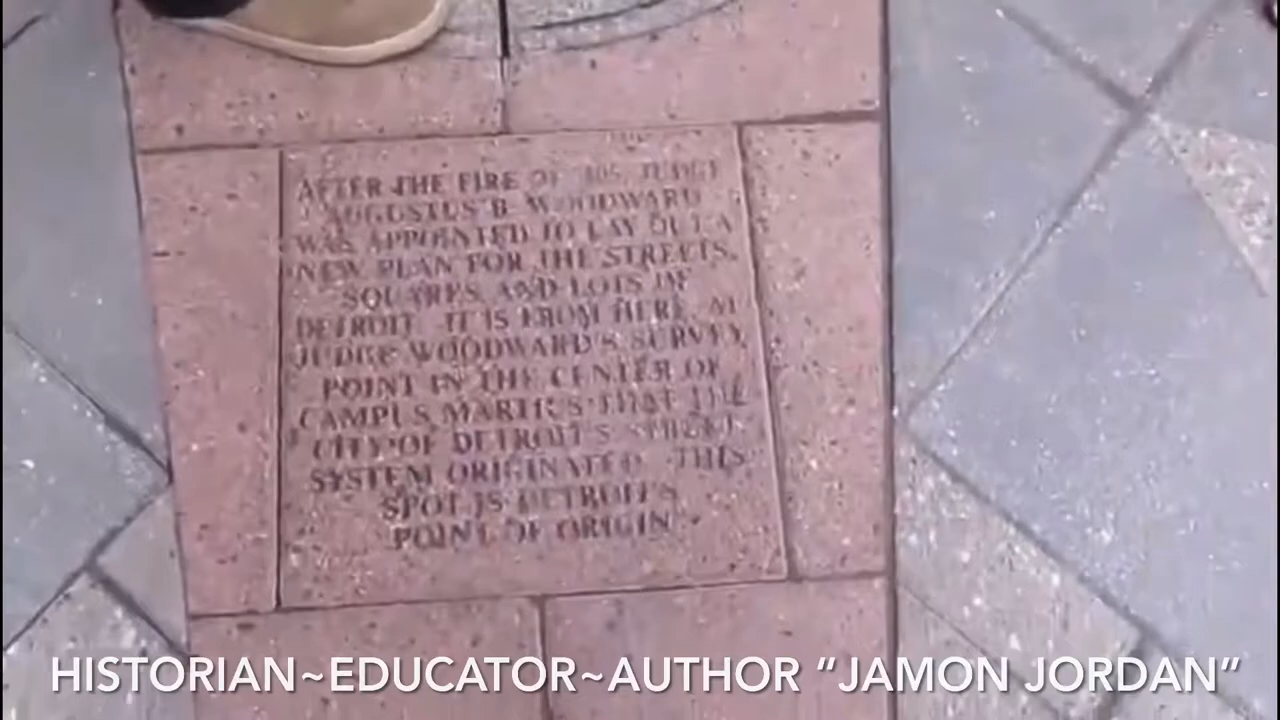 AFTER THE FIRE OF 1805, JUDGE
AUGUSTUS B. WOODWARD
WAS APPOINTED TO LAY OUT A
NEW PLAN FOR THE STREETS,
SQUARES AND LOTS OF
DETROIT. IT IS FROM HERE, AT
JUDGE WOODWARD'S SURVEY
POINT IN THE CENTER OF
CAMPUS MARTIUS THAT THE
CITY OF DETROIT'S STREET
SYSTEM ORIGINATED. THIS
SPOT IS DETROIT'S
POINT OF ORIGIN
HISTORIAN~EDUCATOR~AUTHOR “JAMON JORDAN”